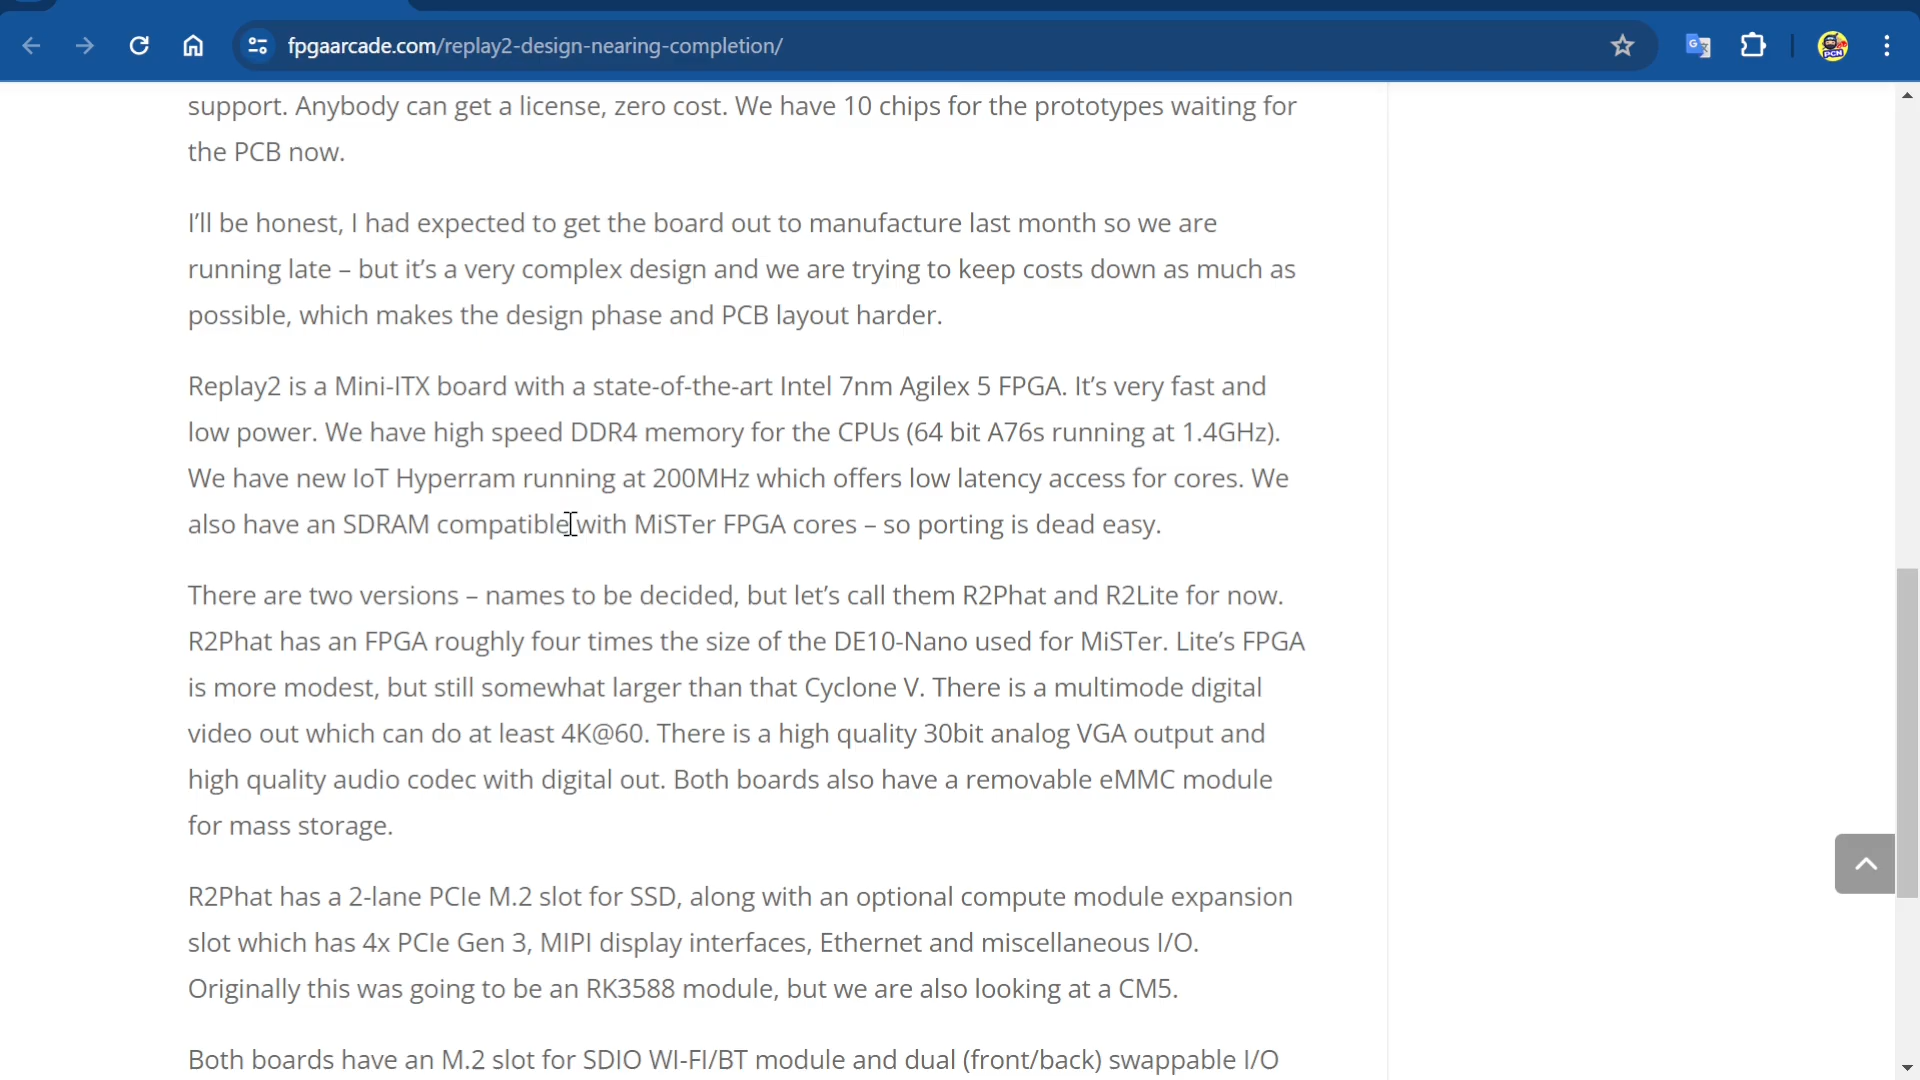 fpgaarcade.com/replay2-design-nearing-completion/
PCN
support. Anybody can get a license, zero cost. We have 10 chips for the prototypes waiting for
the PCB now.
I’ll be honest, I had expected to get the board out to manufacture last month so we are
running late – but it’s a very complex design and we are trying to keep costs down as much as
possible, which makes the design phase and PCB layout harder.
Replay2 is a Mini-ITX board with a state-of-the-art Intel 7nm Agilex 5 FPGA. It’s very fast and
low power. We have high speed DDR4 memory for the CPUs (64 bit A76s running at 1.4GHz).
We have new IoT Hyperram running at 200MHz which offers low latency access for cores. We
also have an SDRAM compatible with MiSTer FPGA cores – so porting is dead easy.
There are two versions – names to be decided, but let’s call them R2Phat and R2Lite for now.
R2Phat has an FPGA roughly four times the size of the DE10-Nano used for MiSTer. Lite’s FPGA
is more modest, but still somewhat larger than that Cyclone V. There is a multimode digital
video out which can do at least 4K@60. There is a high quality 30bit analog VGA output and
high quality audio codec with digital out. Both boards also have a removable eMMC module
for mass storage.
R2Phat has a 2-lane PCIe M.2 slot for SSD, along with an optional compute module expansion
slot which has 4x PCIe Gen 3, MIPI display interfaces, Ethernet and miscellaneous I/O.
Originally this was going to be an RK3588 module, but we are also looking at a CM5.
Both boards have an M.2 slot for SDIO WI-FI/BT module and dual (front/back) swappable I/O